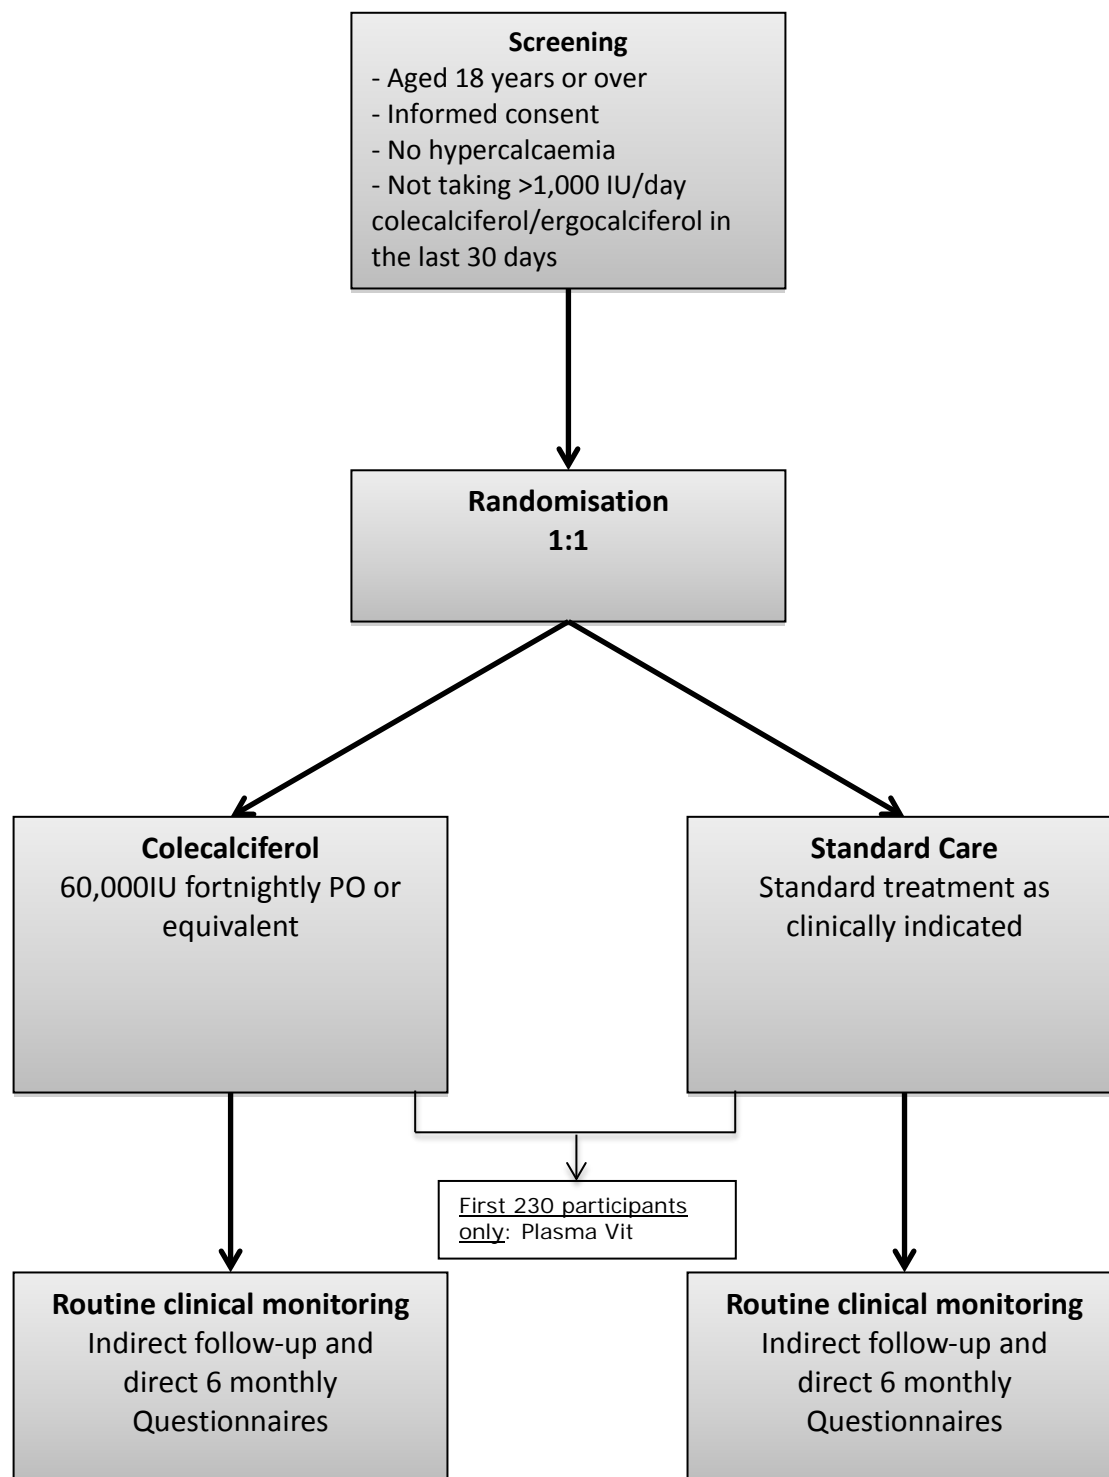 Screening
- Aged 18 years or over
- Informed consent
- No hypercalcaemia
- Not taking >1,000 IU/day
colecalciferol/ergocalciferol in
the last 30 days
Randomisation
1:1
Colecalciferol
60,000IU fortnightly PO or
equivalent
Standard Care
Standard treatment as
clinically indicated
First 230 participants
only: Plasma Vit
Routine clinical monitoring
Indirect follow-up and
direct 6 monthly
Questionnaires
Routine clinical monitoring
Indirect follow-up and
direct 6 monthly
Questionnaires